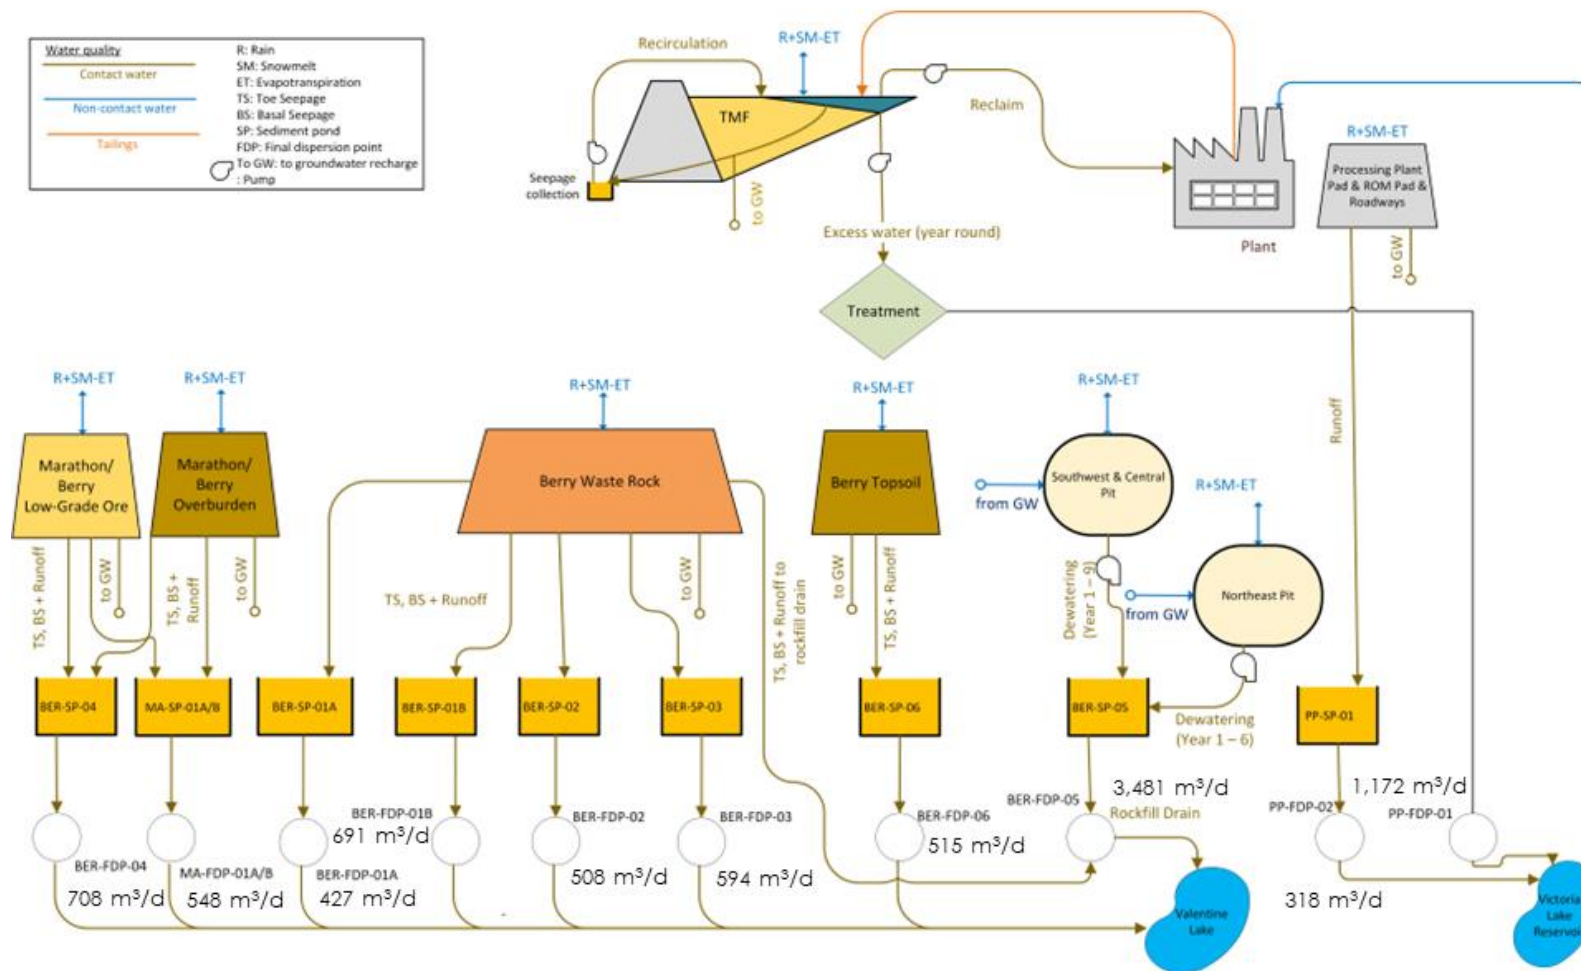 Water quality
Contact water
Non-contact water
Tailings
R: Rain
SM: Snowmelt
ET: Evapotranspiration
TS: Toe Seepage
BS: Basal Seepage
SP: Sediment pond
FDP: Final dispersion point
To GW: to groundwater recharge
: Pump
Recirculation
R+SM-ET
TMF
Reclaim
Seepage
collection
to GW
Excess water (year round)
Treatment
Plant
R+SM-ET
Processing Plant
Pad & ROM Pad &
Roadways
to GW
Runoff
R+SM-ET
R+SM-ET
R+SM-ET
R+SM-ET
R+SM-ET
R+SM-ET
Marathon/
Berry
Low-Grade Ore
Marathon/
Berry
Overburden
Berry Waste Rock
Berry Topsoil
Southwest & Central
Pit
from GW
Northeast Pit
from GW
TS, BS + Runoff
to GW
TS, BS +
Runoff
to GW
TS, BS + Runoff
to GW
TS, BS + Runoff to
rockfill drain
to GW
TS, BS + Runoff
Dewatering
(Year 1 – 9)
Dewatering
(Year 1 – 6)
BER-SP-04
MA-SP-01A/B
BER-SP-01A
BER-SP-01B
BER-SP-02
BER-SP-03
BER-SP-06
BER-SP-05
PP-SP-01
BER-FDP-04
708 m³/d
MA-FDP-01A/B
548 m³/d
BER-FDP-01A
427 m³/d
BER-FDP-01B
691 m³/d
BER-FDP-02
508 m³/d
BER-FDP-03
594 m³/d
BER-FDP-06
515 m³/d
BER-FDP-05
3,481 m³/d
Rockfill Drain
PP-FDP-02
318 m³/d
1,172 m³/d
PP-FDP-01
Valentine
Lake
Victoria
Lake
Reservoi